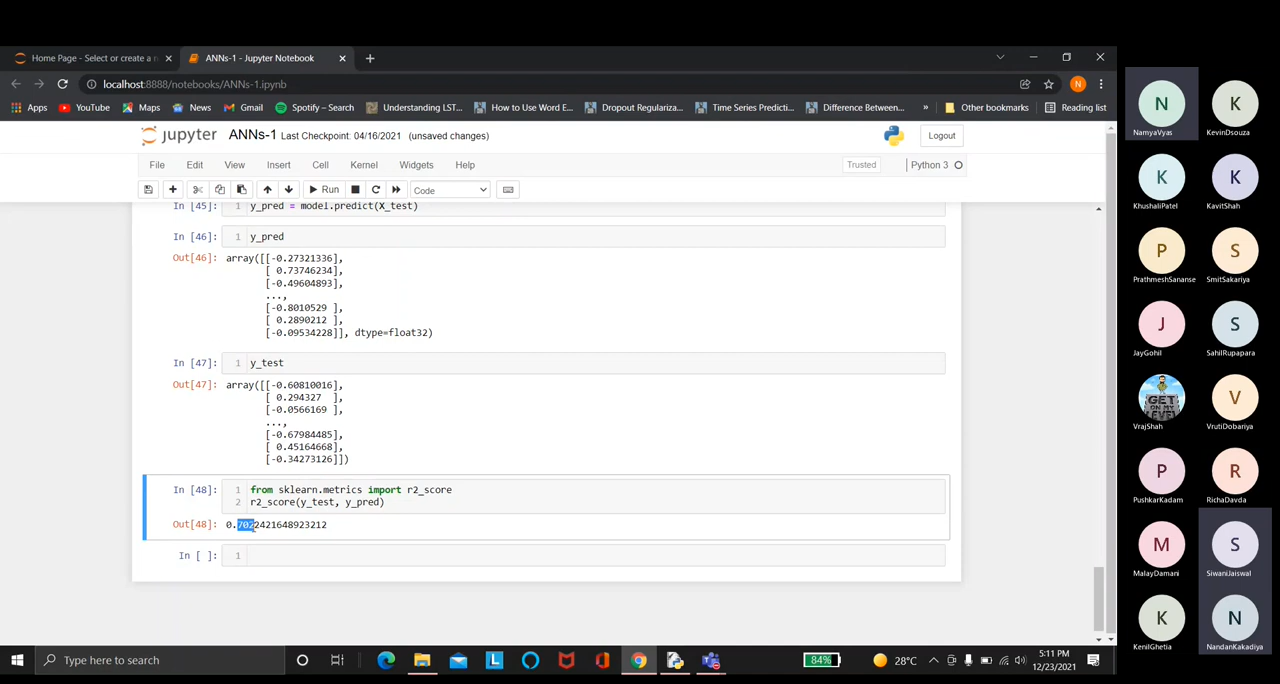 Home Page - Select or create a n
ANNs-1 - Jupyter Notebook
localhost:8888/notebooks/ANNs-1.ipynb
N
Apps
YouTube
Maps
News
Gmail
Spotify – Search
Understanding LST...
How to Use Word E...
Dropout Regulariza...
Time Series Predicti...
Difference Between...
»
Other bookmarks
Reading list
jupyter
ANNs-1 Last Checkpoint: 04/16/2021 (unsaved changes)
Logout
File
Edit
View
Insert
Cell
Kernel
Widgets
Help
Trusted
Python 3
Run
Code
In [45]: 1 y_pred = model.predict(X_test)
In [46]: 1 y_pred
Out[46]: array([[-0.27321336],
[ 0.73746234],
[-0.49604893],
...,
[-0.8010529 ],
[ 0.2890212 ],
[-0.09534228]], dtype=float32)
In [47]: 1 y_test
Out[47]: array([[-0.60810016],
[ 0.294327 ],
[-0.0566169 ],
...,
[-0.67984485],
[ 0.45164668],
[-0.34273126]])
In [48]: 1 from sklearn.metrics import r2_score
2 r2_score(y_test, y_pred)
Out[48]: 0.7022421648923212
In [ ]: 1
Type here to search
L
84%
28°C
5:11 PM
12/23/2021
N
NamyaVyas
K
KevinDsouza
K
KhushaliPatel
K
KavitShah
P
PrathmeshSananse
S
SmitSakariya
J
JayGohil
S
SahilRupapara
GET
ON MY
LEVEL
VrajShah
V
VrutiDobariya
P
PushkarKadam
R
RichaDavda
M
MalayDamani
S
SiwaniJaiswal
K
KenilGhetia
N
NandanKakadiya